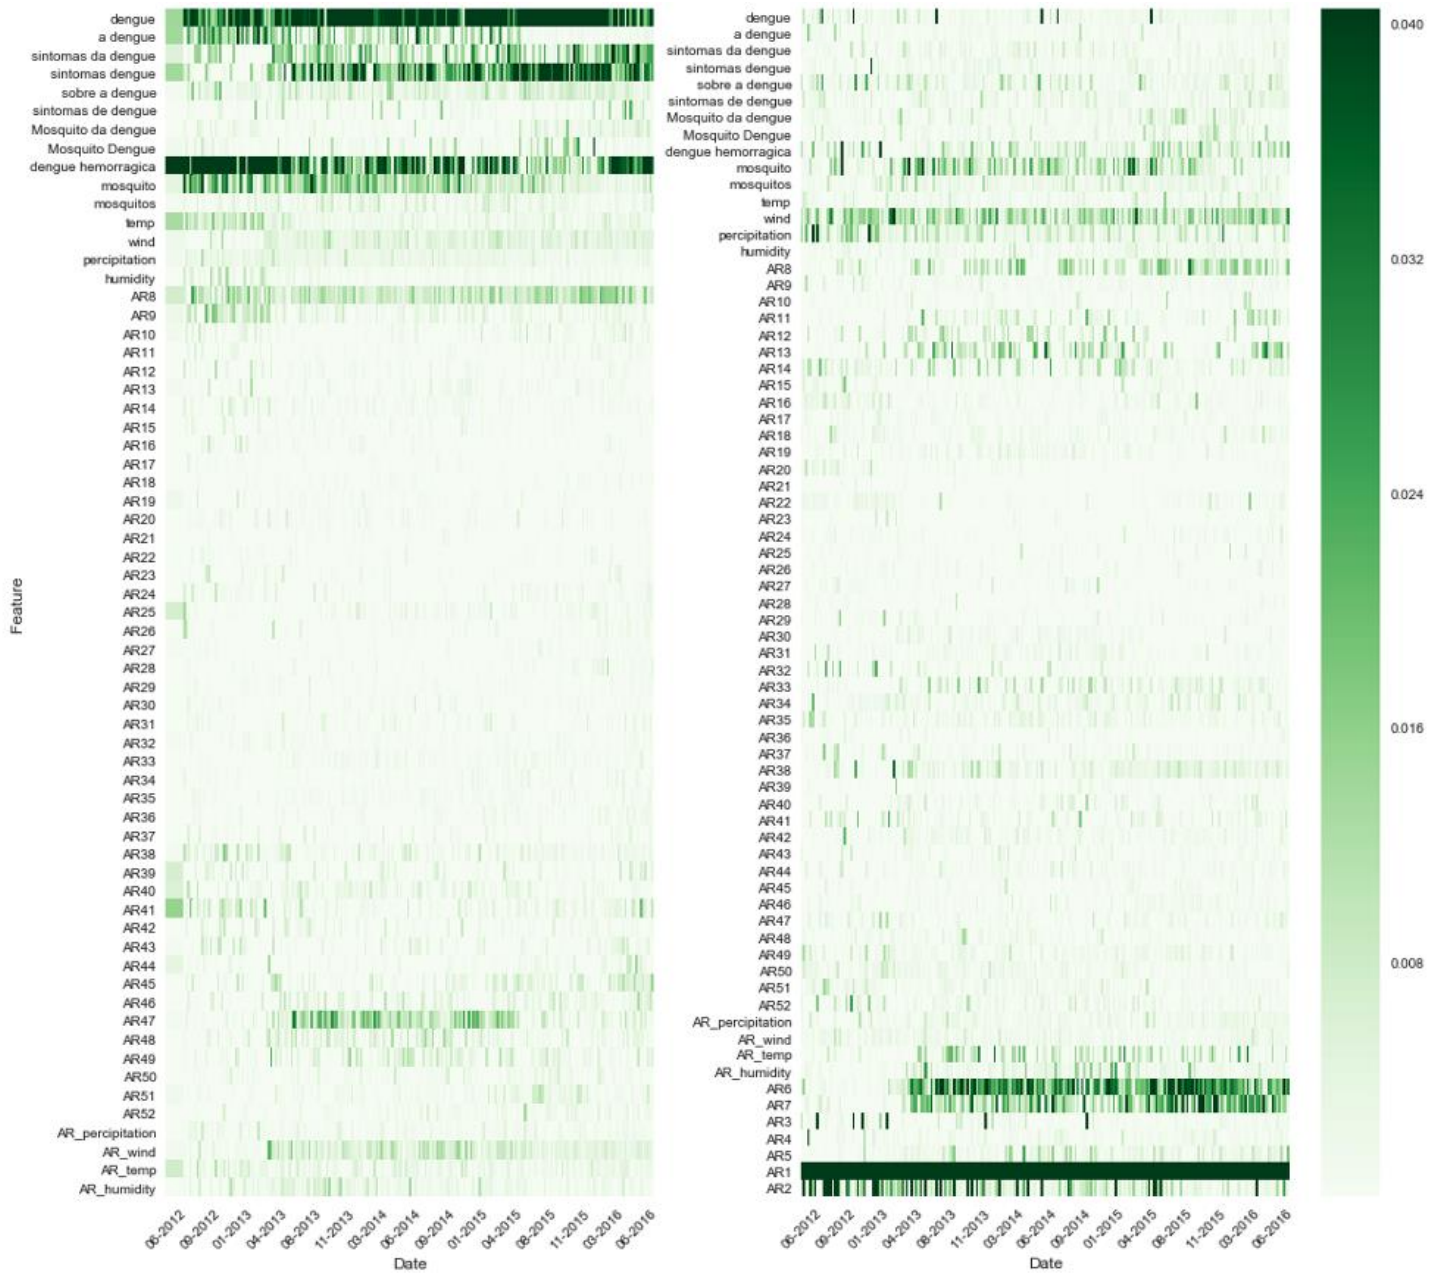 dengue
a dengue
sintomas da dengue
sintomas dengue
sobre a dengue
sintomas de dengue
Mosquito da dengue
Mosquito Dengue
dengue hemorragica
mosquito
mosquitos
temp
wind
percipitation
humidity
AR8
AR9
AR10
AR11
AR12
AR13
AR14
AR15
AR16
AR17
AR18
AR19
AR20
AR21
AR22
AR23
AR24
AR25
AR26
AR27
AR28
AR29
AR30
AR31
AR32
AR33
AR34
AR35
AR36
AR37
AR38
AR39
AR40
AR41
AR42
AR43
AR44
AR45
AR46
AR47
AR48
AR49
AR50
AR51
AR52
AR_percipitation
AR_wind
AR_temp
AR_humidity
Feature
06-2012 09-2012 01-2013 04-2013 08-2013 11-2013 03-2014 06-2014 09-2014 01-2015 04-2015 08-2015 11-2015 03-2016 06-2016
Date
dengue
a dengue
sintomas da dengue
sintomas dengue
sobre a dengue
sintomas de dengue
Mosquito da dengue
Mosquito Dengue
dengue hemorragica
mosquito
mosquitos
temp
wind
percipitation
humidity
AR8
AR9
AR10
AR11
AR12
AR13
AR14
AR15
AR16
AR17
AR18
AR19
AR20
AR21
AR22
AR23
AR24
AR25
AR26
AR27
AR28
AR29
AR30
AR31
AR32
AR33
AR34
AR35
AR36
AR37
AR38
AR39
AR40
AR41
AR42
AR43
AR44
AR45
AR46
AR47
AR48
AR49
AR50
AR51
AR52
AR_percipitation
AR_wind
AR_temp
AR_humidity
AR6
AR7
AR3
AR4
AR5
AR1
AR2
06-2012 09-2012 01-2013 04-2013 08-2013 11-2013 03-2014 06-2014 09-2014 01-2015 04-2015 08-2015 11-2015 03-2016 06-2016
Date
0.040
0.032
0.024
0.016
0.008